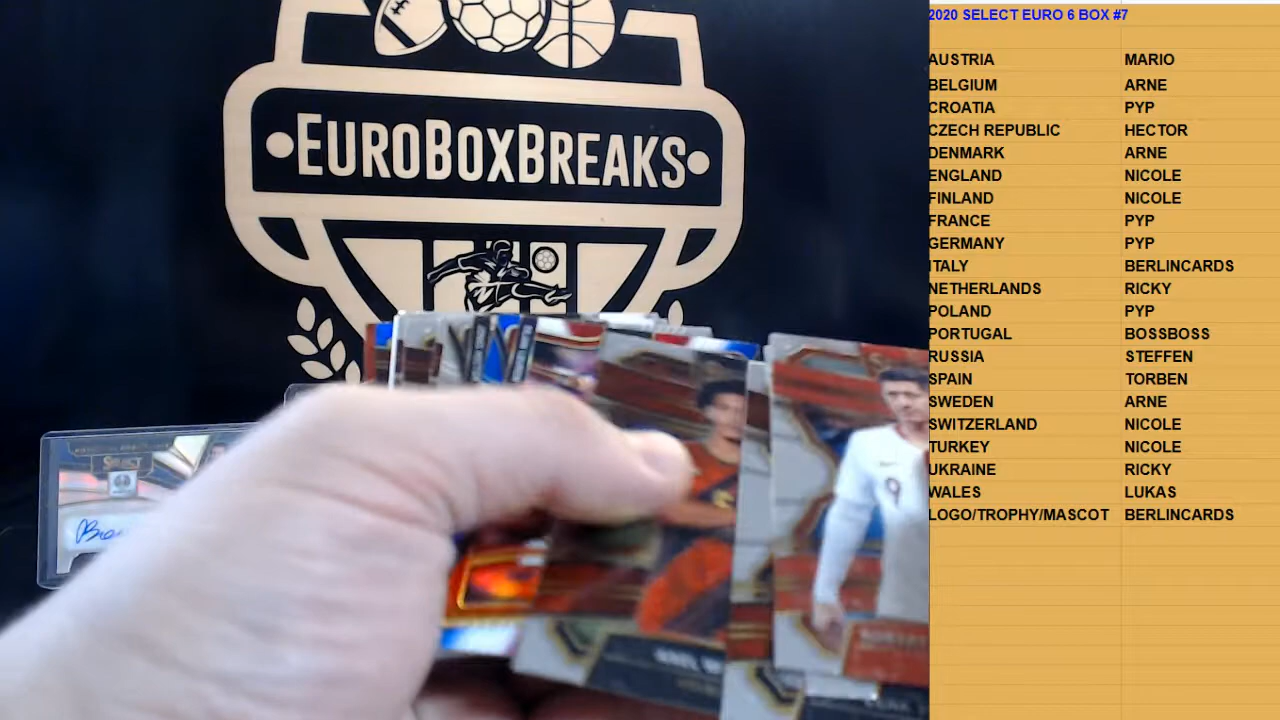 2020 SELECT EURO 6 BOX #7
EUROBOXBREAKS
AUSTRIA MARIO
BELGIUM ARNE
CROATIA PYP
CZECH REPUBLIC HECTOR
DENMARK ARNE
ENGLAND NICOLE
FINLAND NICOLE
FRANCE PYP
GERMANY PYP
ITALY BERLINCARDS
NETHERLANDS RICKY
POLAND PYP
PORTUGAL BOSSBOSS
RUSSIA STEFFEN
SPAIN TORBEN
SWEDEN ARNE
SWITZERLAND NICOLE
TURKEY NICOLE
UKRAINE RICKY
WALES LUKAS
LOGO/TROPHY/MASCOT BERLINCARDS
SELECT
9